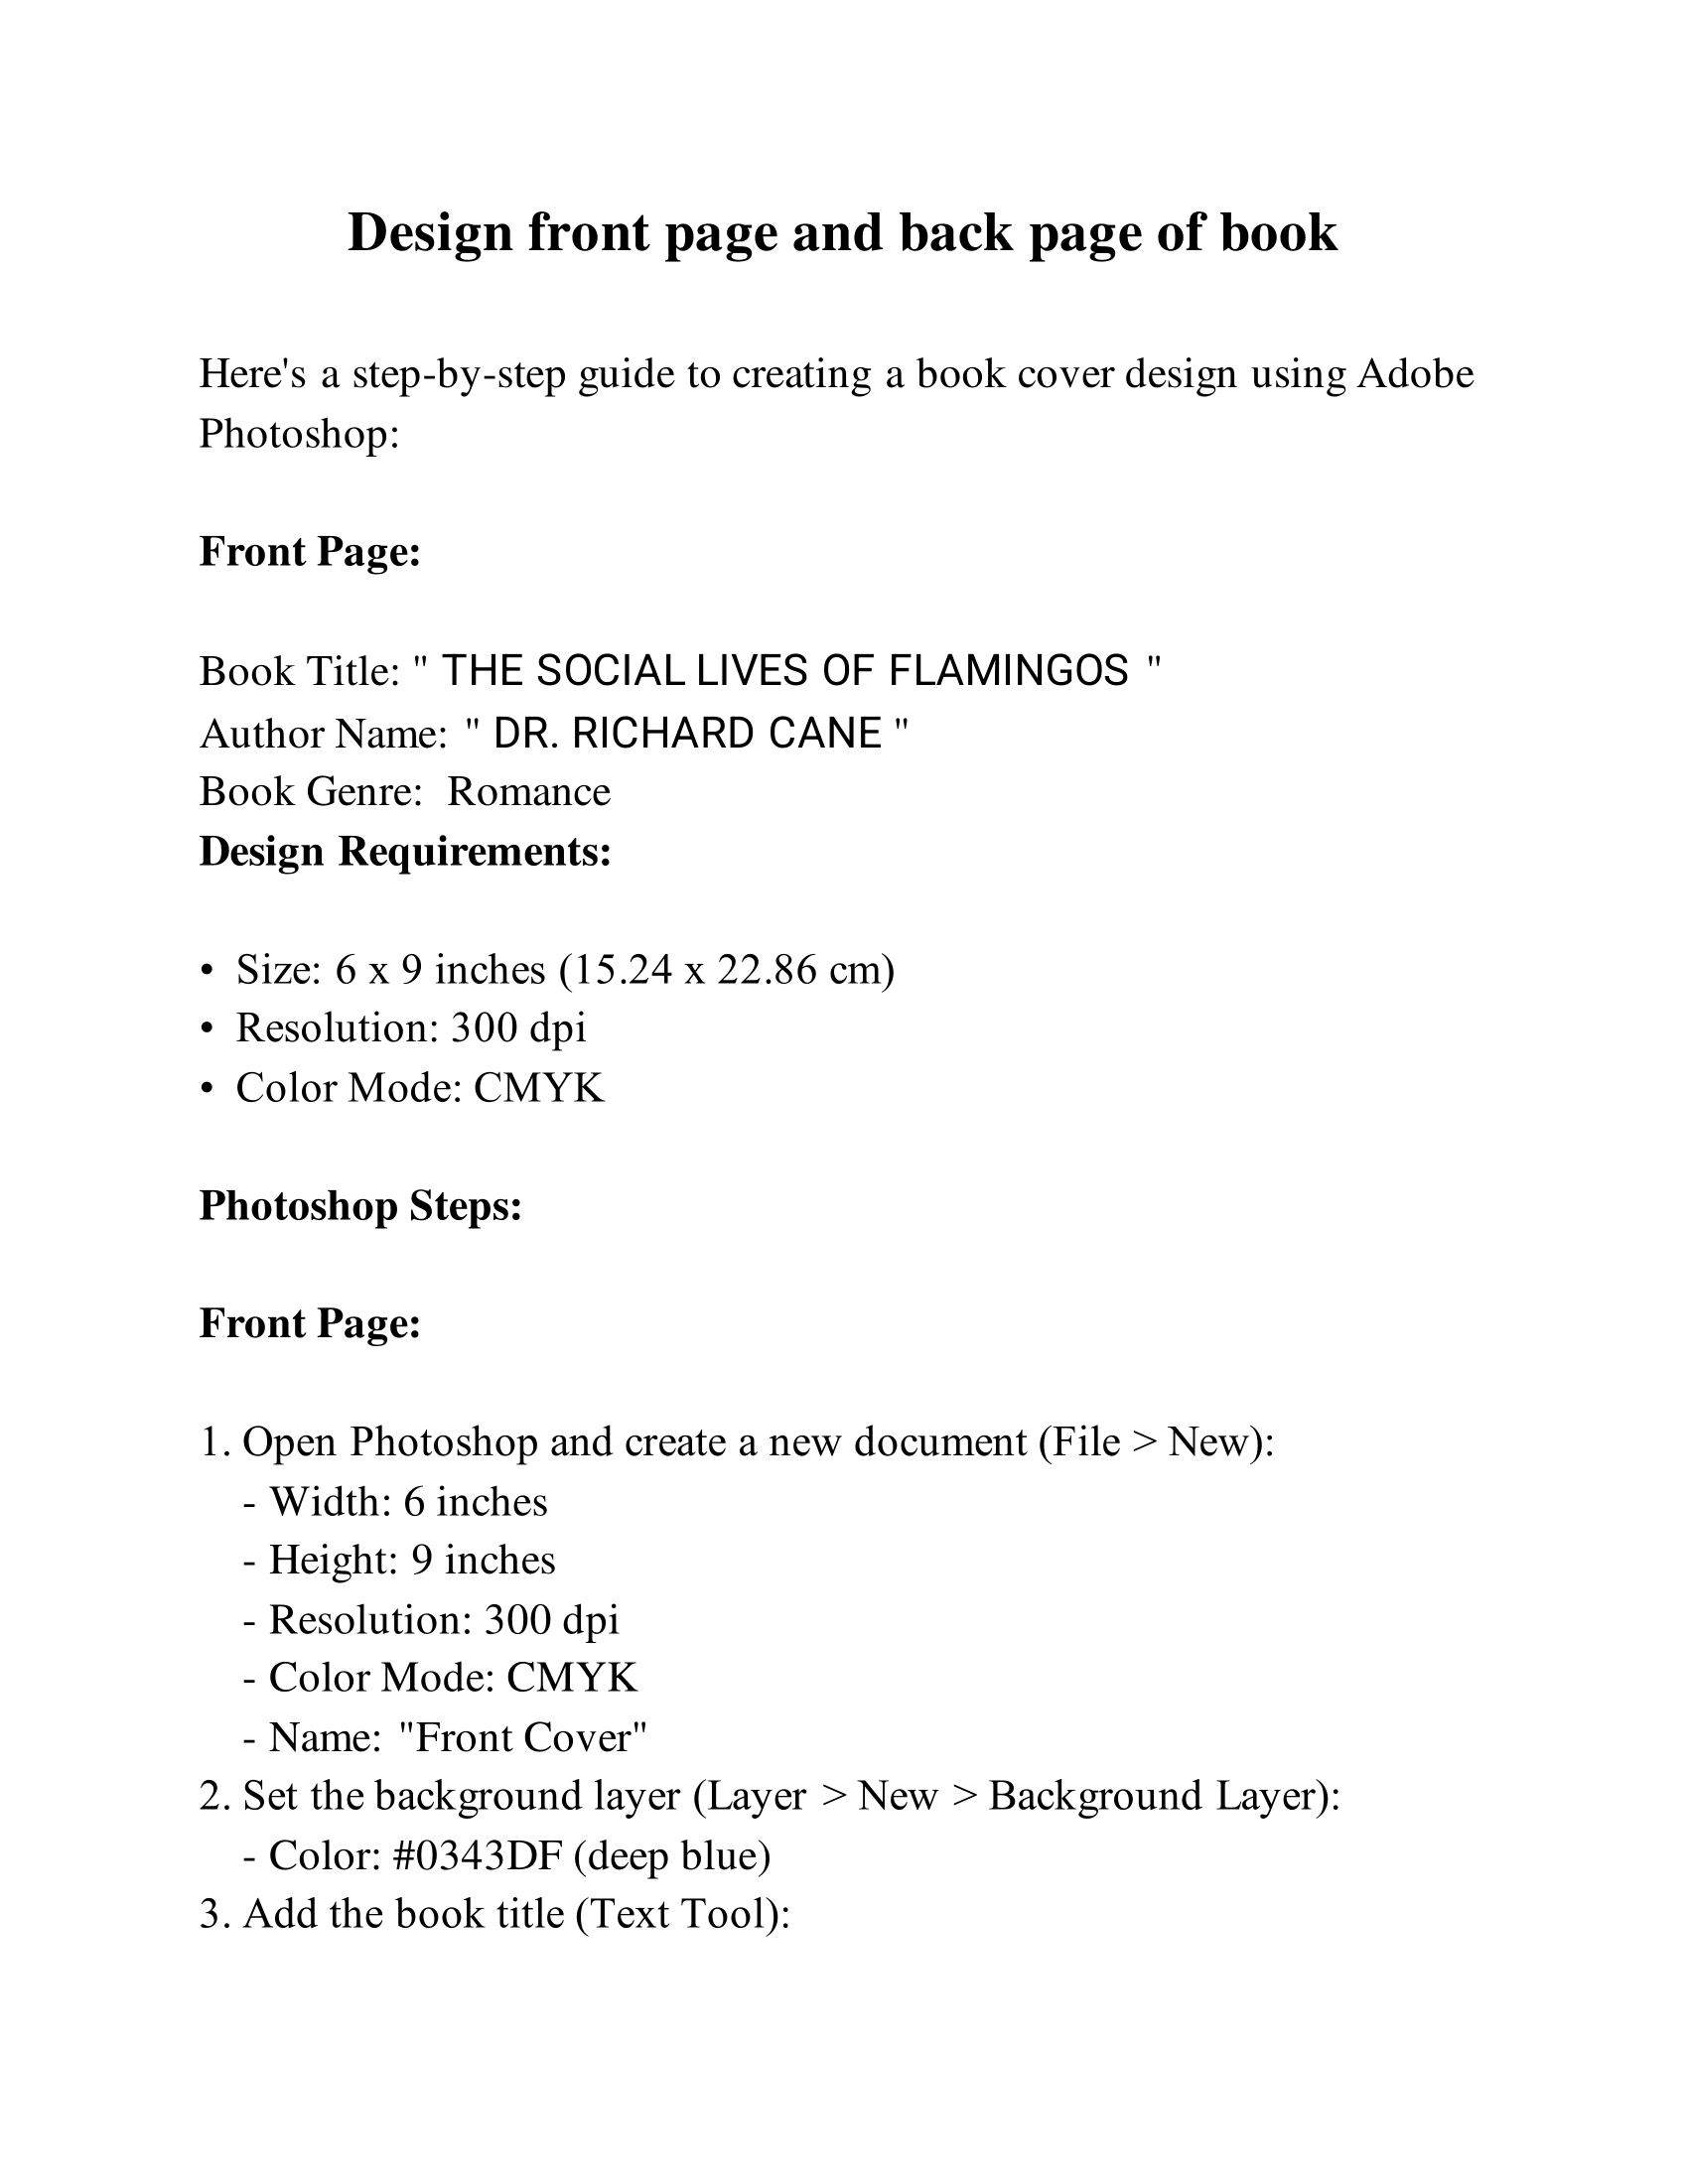 Design front page and back page of book
Here's a step-by-step guide to creating a book cover design using Adobe
Photoshop:
Front Page:
Book Title: " THE SOCIAL LIVES OF FLAMINGOS "
Author Name: " DR. RICHARD CANE "
Book Genre: Romance
Design Requirements:
• Size: 6 x 9 inches (15.24 x 22.86 cm)
• Resolution: 300 dpi
• Color Mode: CMYK
Photoshop Steps:
Front Page:
1. Open Photoshop and create a new document (File > New):
- Width: 6 inches
- Height: 9 inches
- Resolution: 300 dpi
- Color Mode: CMYK
- Name: "Front Cover"
2. Set the background layer (Layer > New > Background Layer):
- Color: #0343DF (deep blue)
3. Add the book title (Text Tool):